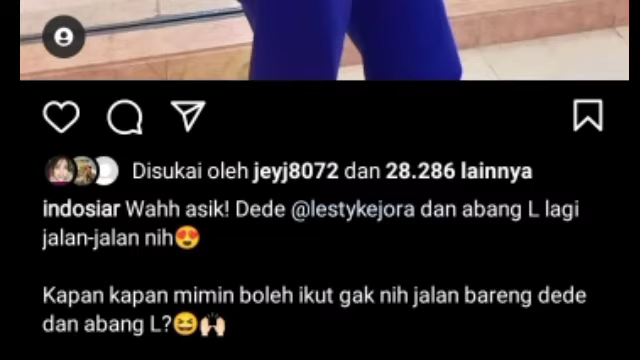 Disukai oleh jeyj8072 dan 28.286 lainnya
indosiar Wahh asik! Dede @lestykejora dan abang L lagi
jalan-jalan nih😍
Kapan kapan mimin boleh ikut gak nih jalan bareng dede
dan abang L?😆🙌🏻